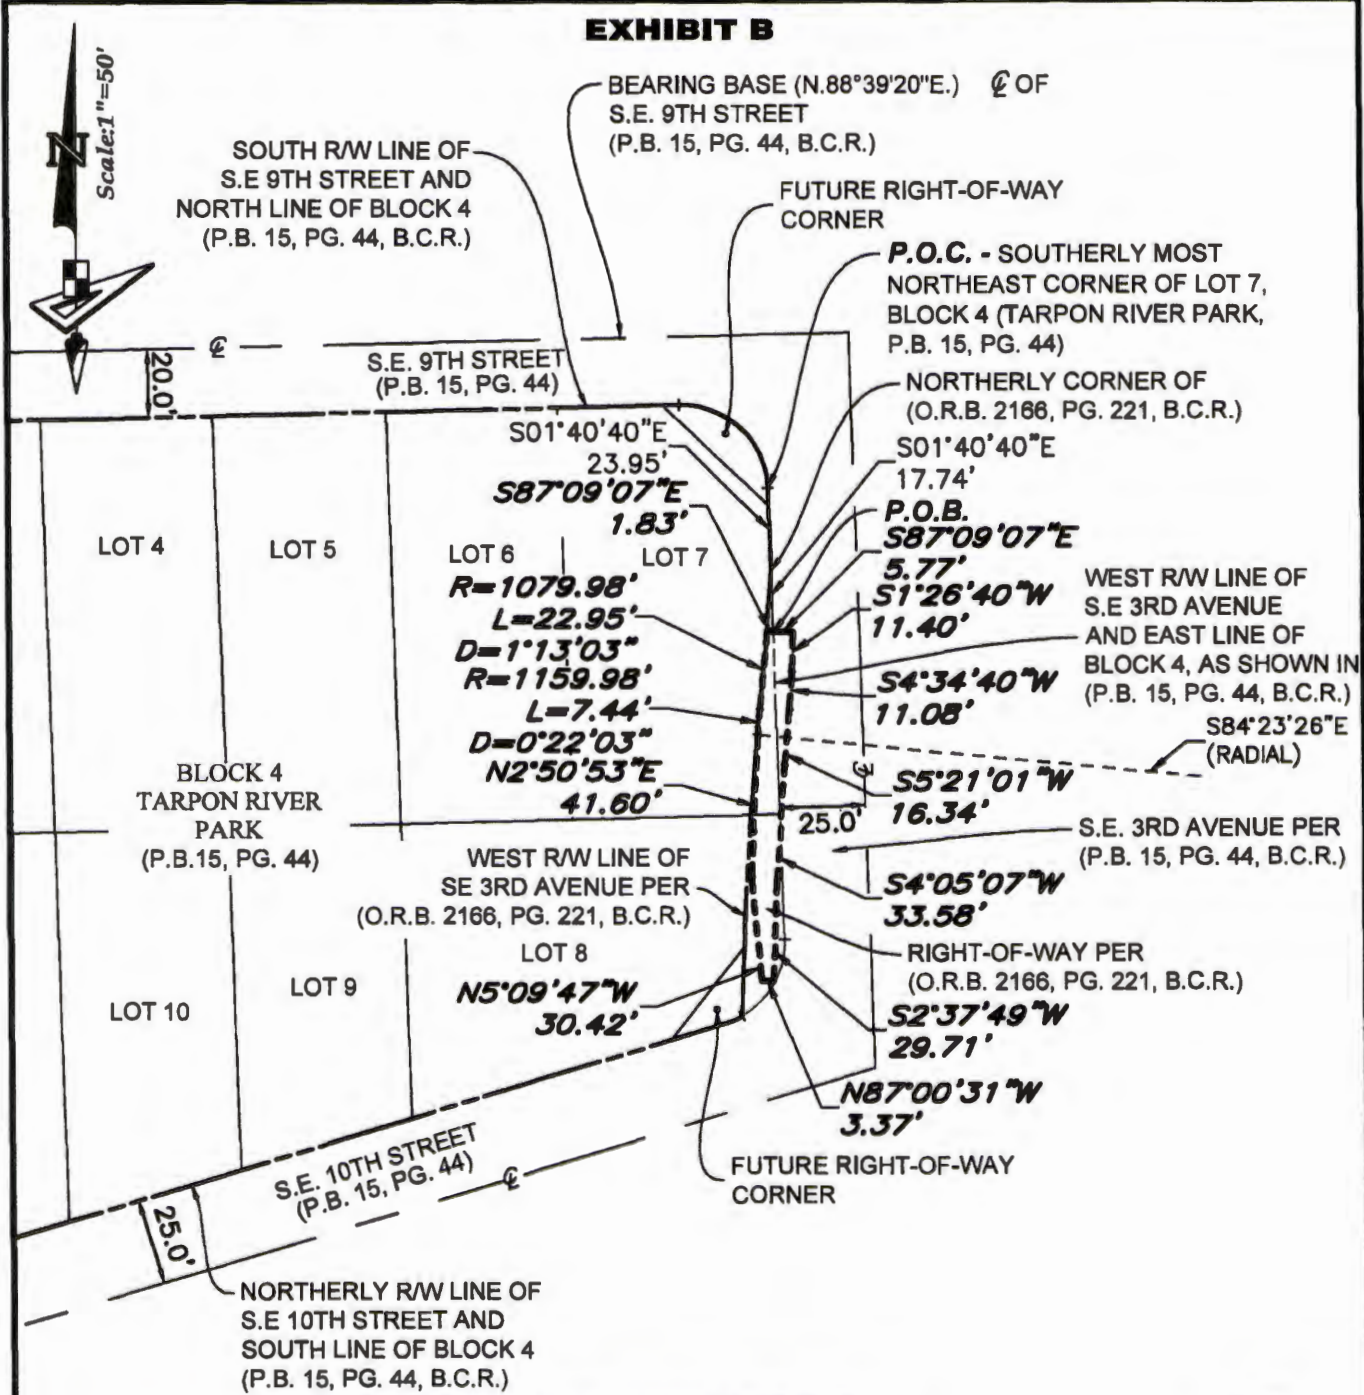 EXHIBIT B
N
Scale:1"=50'
BEARING BASE (N.88°39'20"E.) ℄ OF
S.E. 9TH STREET
(P.B. 15, PG. 44, B.C.R.)
SOUTH R/W LINE OF
S.E 9TH STREET AND
NORTH LINE OF BLOCK 4
(P.B. 15, PG. 44, B.C.R.)
FUTURE RIGHT-OF-WAY
CORNER
P.O.C. - SOUTHERLY MOST
NORTHEAST CORNER OF LOT 7,
BLOCK 4 (TARPON RIVER PARK,
P.B. 15, PG. 44)
℄
S.E. 9TH STREET
(P.B. 15, PG. 44)
20.0'
NORTHERLY CORNER OF
(O.R.B. 2166, PG. 221, B.C.R.)
S01°40'40"E
23.95'
S87°09'07"E
1.83'
S01°40'40"E
17.74'
P.O.B.
S87°09'07"E
5.77'
S1°26'40"W
11.40'
LOT 4
LOT 5
LOT 6
LOT 7
R=1079.98'
L=22.95'
D=1°13'03"
R=1159.98'
L=7.44'
D=0°22'03"
N2°50'53"E
41.60'
WEST R/W LINE OF
S.E 3RD AVENUE
AND EAST LINE OF
BLOCK 4, AS SHOWN IN
(P.B. 15, PG. 44, B.C.R.)
S4°34'40"W
11.08'
S84°23'26"E
(RADIAL)
S5°21'01"W
16.34'
25.0'
BLOCK 4
TARPON RIVER
PARK
(P.B.15, PG. 44)
S.E. 3RD AVENUE PER
(P.B. 15, PG. 44, B.C.R.)
WEST R/W LINE OF
SE 3RD AVENUE PER
(O.R.B. 2166, PG. 221, B.C.R.)
S4°05'07"W
33.58'
RIGHT-OF-WAY PER
(O.R.B. 2166, PG. 221, B.C.R.)
LOT 8
LOT 9
LOT 10
N5°09'47"W
30.42'
S2°37'49"W
29.71'
N87°00'31"W
3.37'
FUTURE RIGHT-OF-WAY
CORNER
S.E. 10TH STREET
(P.B. 15, PG. 44)
℄
25.0'
NORTHERLY R/W LINE OF
S.E 10TH STREET AND
SOUTH LINE OF BLOCK 4
(P.B. 15, PG. 44, B.C.R.)